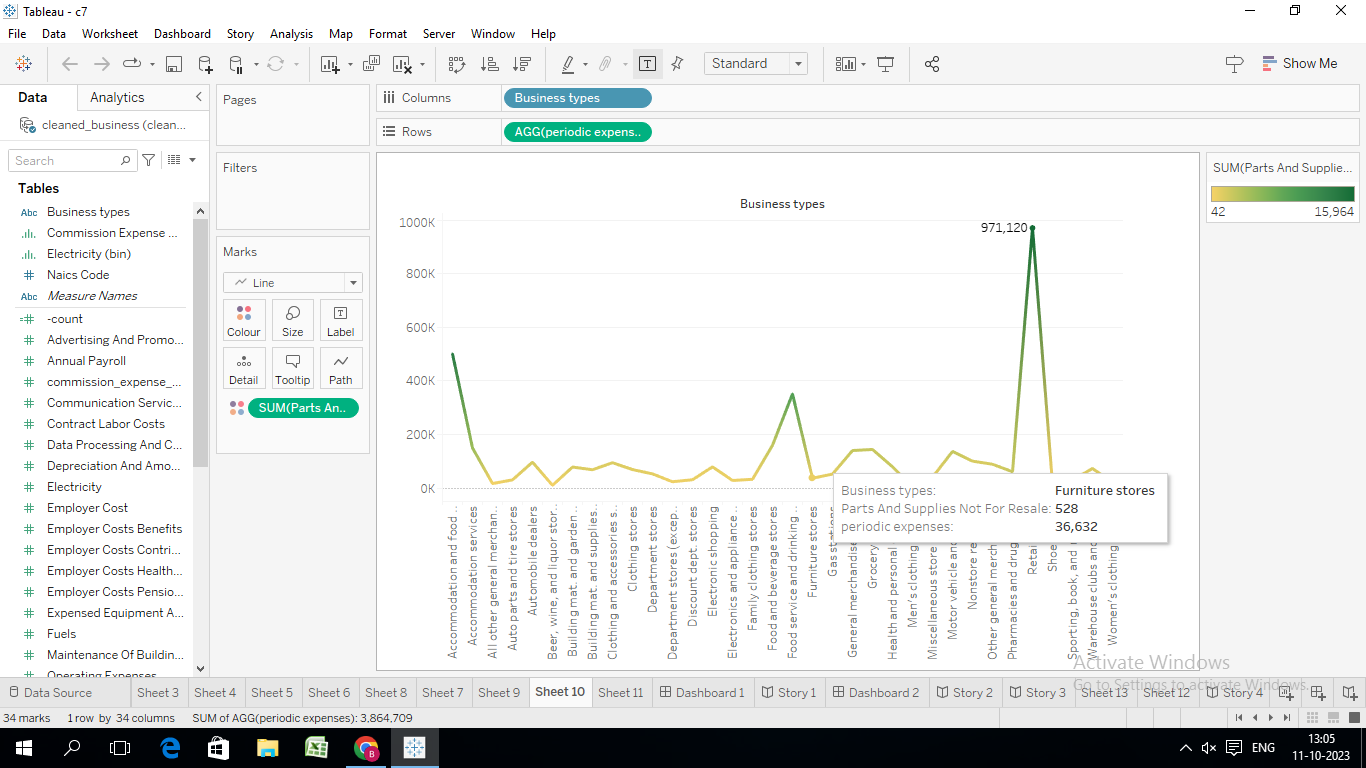 Tableau - c7
File Data Worksheet Dashboard Story Analysis Map Format Server Window Help
Standard
Show Me
Data Analytics
cleaned_business (clean...
Search
Tables
Abc Business types
Commission Expense ...
Electricity (bin)
Naics Code
Abc Measure Names
-count
Advertising And Promo...
Annual Payroll
commission_expense_...
Communication Servic...
Contract Labor Costs
Data Processing And C...
Depreciation And Amo...
Electricity
Employer Cost
Employer Costs Benefits
Employer Costs Contri...
Employer Costs Health...
Employer Costs Pensio...
Expensed Equipment A...
Fuels
Maintenance Of Buildin...
Operating Expenses
Pages
Filters
Marks
Line
Colour Size Label
Detail Tooltip Path
SUM(Parts An..
Columns Business types
Rows AGG(periodic expens..
Business types
1000K
800K
600K
400K
200K
0K
971,120
Business types: Furniture stores
Parts And Supplies Not For Resale: 528
periodic expenses: 36,632
Accommodation and food ..
Accommodation services
All other general merchan..
Auto parts and tire stores
Automobile dealers
Beer, wine, and liquor stor..
Building mat. and garden ..
Building mat. and supplies..
Clothing and accessories s..
Clothing stores
Department stores
Department stores (excep..
Discount dept. stores
Electronic shopping
Electronics and appliance ..
Family clothing stores
Food and beverage stores
Food service and drinking ..
Furniture stores
Gas stations
General merchandise
Grocery
Health and personal
Men's clothing
Miscellaneous store
Motor vehicle and
Nonstore re
Other general merch
Pharmacies and drug
Retai
Shoe
Sporting, book, and
Warehouse clubs and
Women's clothing
SUM(Parts And Supplie...
42 15,964
Activate Windows
Go to Settings to activate Windows.
Data Source Sheet 3 Sheet 4 Sheet 5 Sheet 6 Sheet 8 Sheet 7 Sheet 9 Sheet 10 Sheet 11 Dashboard 1 Story 1 Dashboard 2 Story 2 Story 3 Sheet 13 Sheet 12 Story 4
34 marks 1 row by 34 columns SUM of AGG(periodic expenses): 3,864,709
B
ENG
13:05
11-10-2023